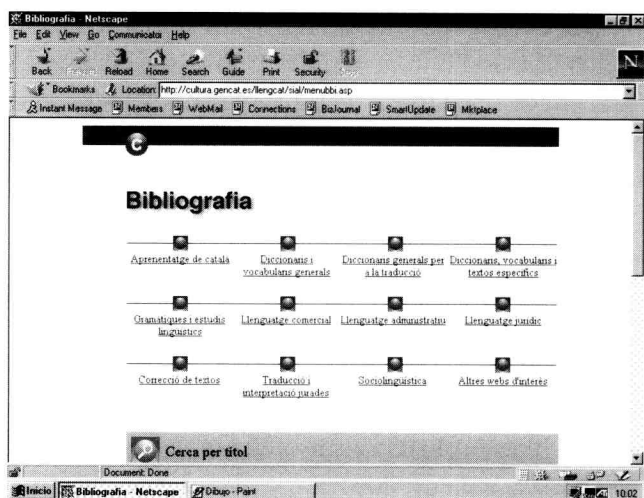 Bibliografia - Netscape
File Edit View Go Communicator Help
Back Forward Reload Home Search Guide Print Security Stop
Bookmarks Location: http://cultura.gencat.es/llengcat/sial/menubbi.asp
Instant Message Members WebMail Connections BizJournal SmartUpdate Mktplace
C
Bibliografia
Aprenentatge de català Diccionaris i Diccionaris generals per Diccionaris, vocabularis i
vocabularis generals a la traducció textos específics
Gramàtiques i estudis Llenguatge comercial Llenguatge administratiu Llenguatge jurídic
lingüístics
Correcció de textos Traducció i Sociolingüística Altres webs d'interès
interpretació jurades
Cerca per títol
Document: Done
Inicio Bibliografia - Netscape Dibujo - Paint 10:02